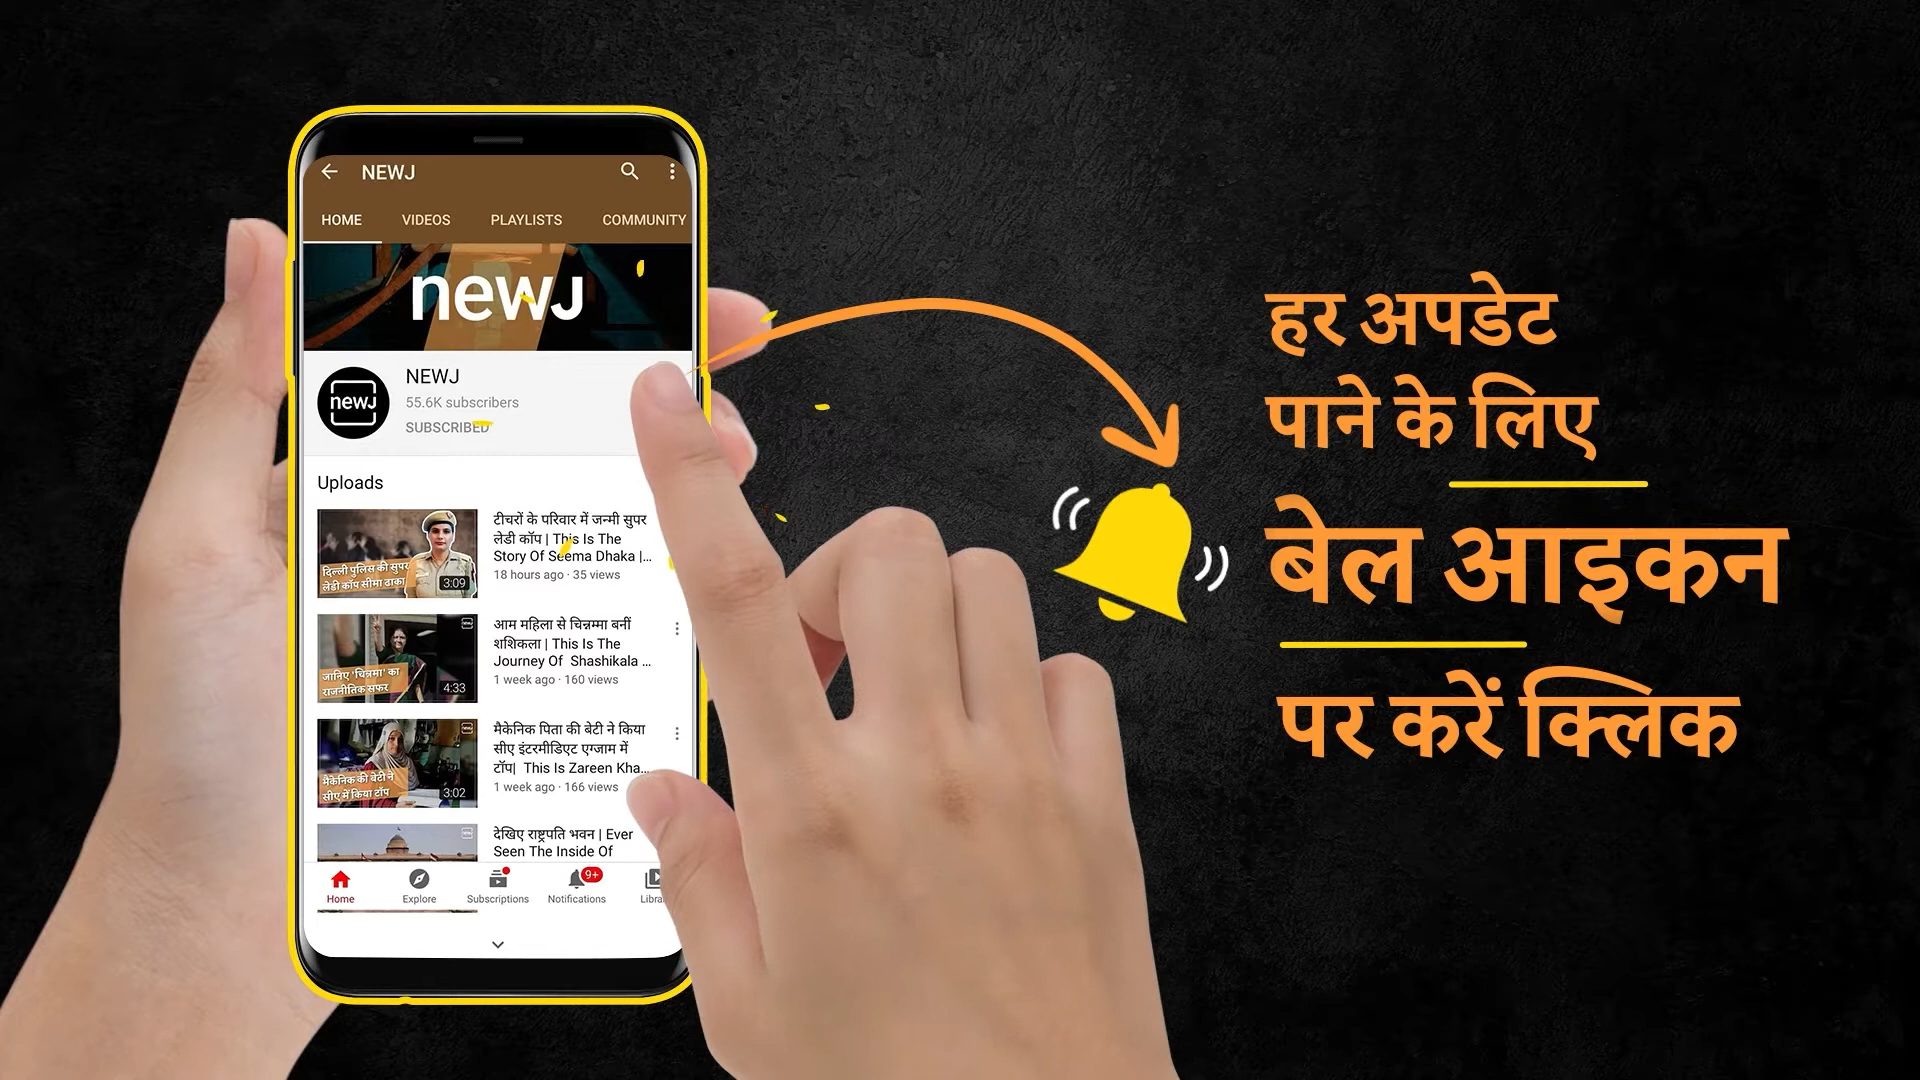 NEWJ
HOME VIDEOS PLAYLISTS COMMUNITY
newJ
newJ
NEWJ
55.6K subscribers
SUBSCRIBED
Uploads
दिल्ली पुलिस की सुपर
लेडी कॉप सीमा ढाका
3:09
टीचरों के परिवार में जन्मी सुपर
लेडी कॉप | This Is The
Story Of Seema Dhaka |...
18 hours ago · 35 views
जानिए 'चिन्नमा' का
राजनीतिक सफर
4:33
आम महिला से चिन्नम्मा बनीं
शशिकला | This Is The
Journey Of Shashikala ...
1 week ago · 160 views
मैकेनिक की बेटी ने
सीए में किया टॉप
3:02
मैकेनिक पिता की बेटी ने किया
सीए इंटरमीडिएट एग्जाम में
टॉप| This Is Zareen Kha...
1 week ago · 166 views
देखिए राष्ट्रपति भवन | Ever
Seen The Inside Of
9+
Home Explore Subscriptions Notifications
हर अपडेट
पाने के लिए
बेल आइकन
पर करें क्लिक